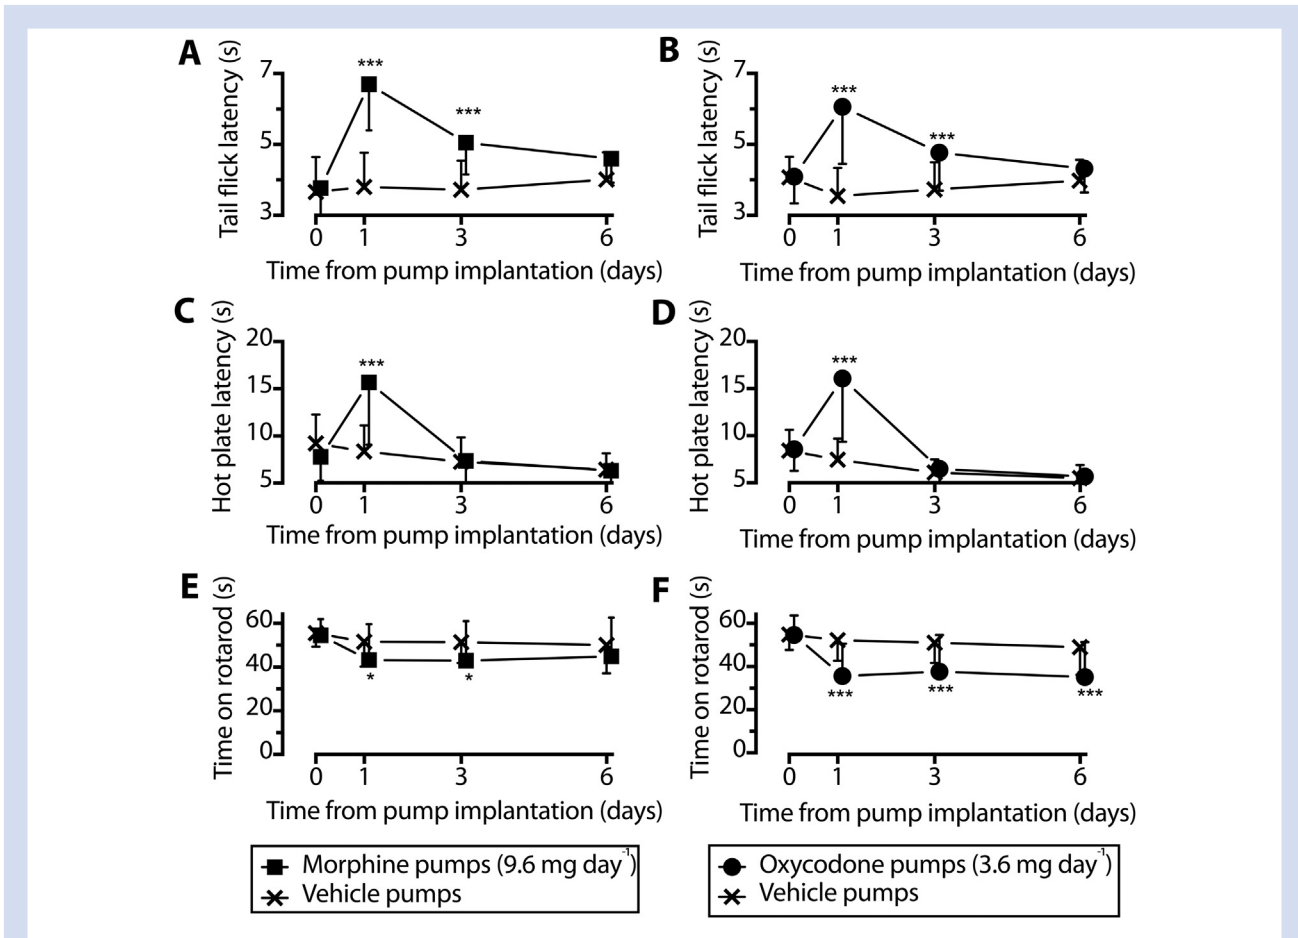 A
Tail flick latency (s)
7
5
3
***
***
0 1 3 6
Time from pump implantation (days)
B
Tail flick latency (s)
7
5
3
***
***
0 1 3 6
Time from pump implantation (days)
C
Hot plate latency (s)
20
15
10
5
***
0 1 3 6
Time from pump implantation (days)
D
Hot plate latency (s)
20
15
10
5
***
0 1 3 6
Time from pump implantation (days)
E
Time on rotarod (s)
60
40
20
0
* *
0 1 3 6
Time from pump implantation (days)
F
Time on rotarod (s)
60
40
20
0
*** *** ***
0 1 3 6
Time from pump implantation (days)
Morphine pumps (9.6 mg day⁻¹)
Vehicle pumps
Oxycodone pumps (3.6 mg day⁻¹)
Vehicle pumps